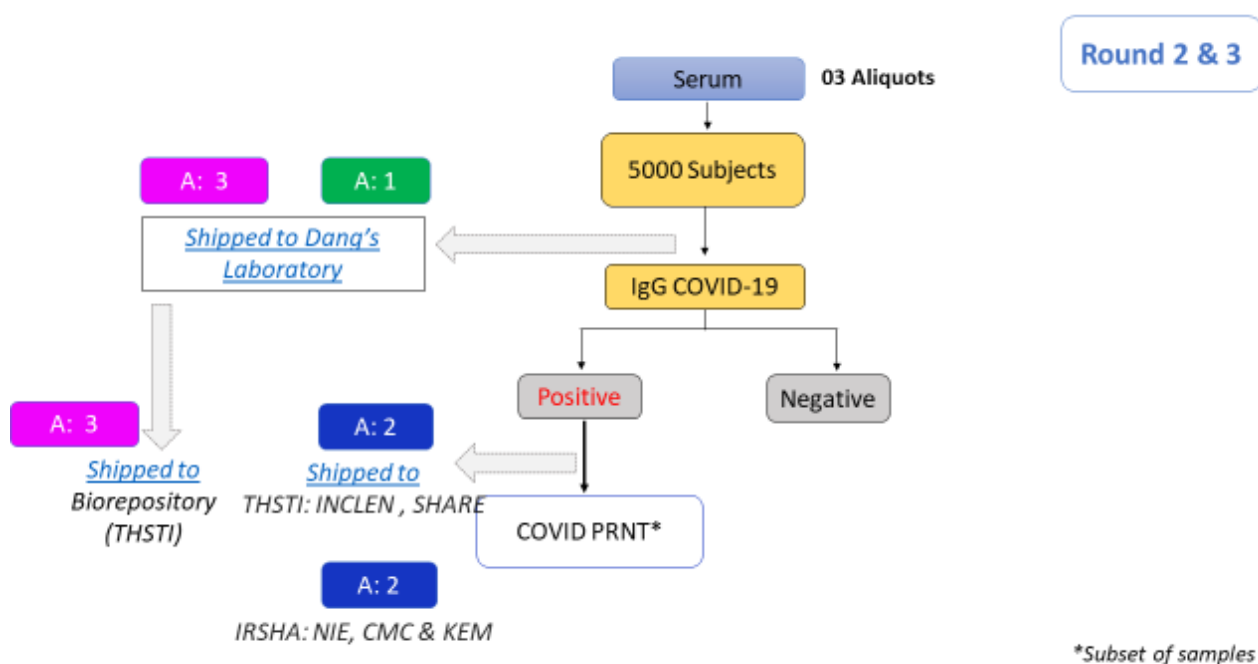 Round 2 & 3
Serum
03 Aliquots
5000 Subjects
A: 3
A: 1
Shipped to Danq's
Laboratory
IgG COVID-19
Positive
Negative
A: 3
A: 2
Shipped to
Biorepository
(THSTI)
Shipped to
THSTI: INCLEN , SHARE
COVID PRNT*
A: 2
IRSHA: NIE, CMC & KEM
*Subset of samples